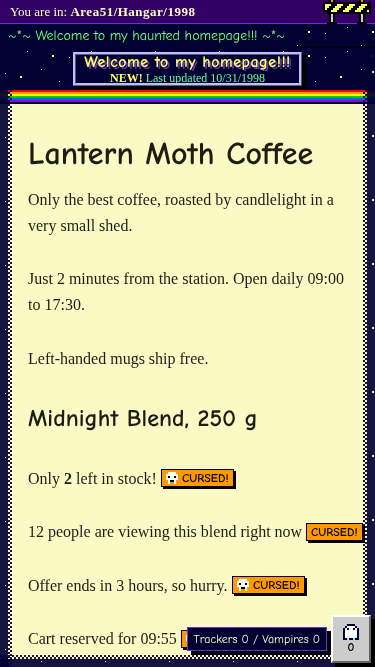 You are in: Area51/Hangar/1998
~*~ Welcome to my haunted homepage!!! ~*~
Welcome to my homepage!!!
NEW! Last updated 10/31/1998
Lantern Moth Coffee
Only the best coffee, roasted by candlelight in a
very small shed.
Just 2 minutes from the station. Open daily 09:00
to 17:30.
Left-handed mugs ship free.
Midnight Blend, 250 g
Only 2 left in stock! CURSED!
12 people are viewing this blend right now CURSED!
Offer ends in 3 hours, so hurry. CURSED!
Cart reserved for 09:55
Trackers 0 / Vampires 0
0